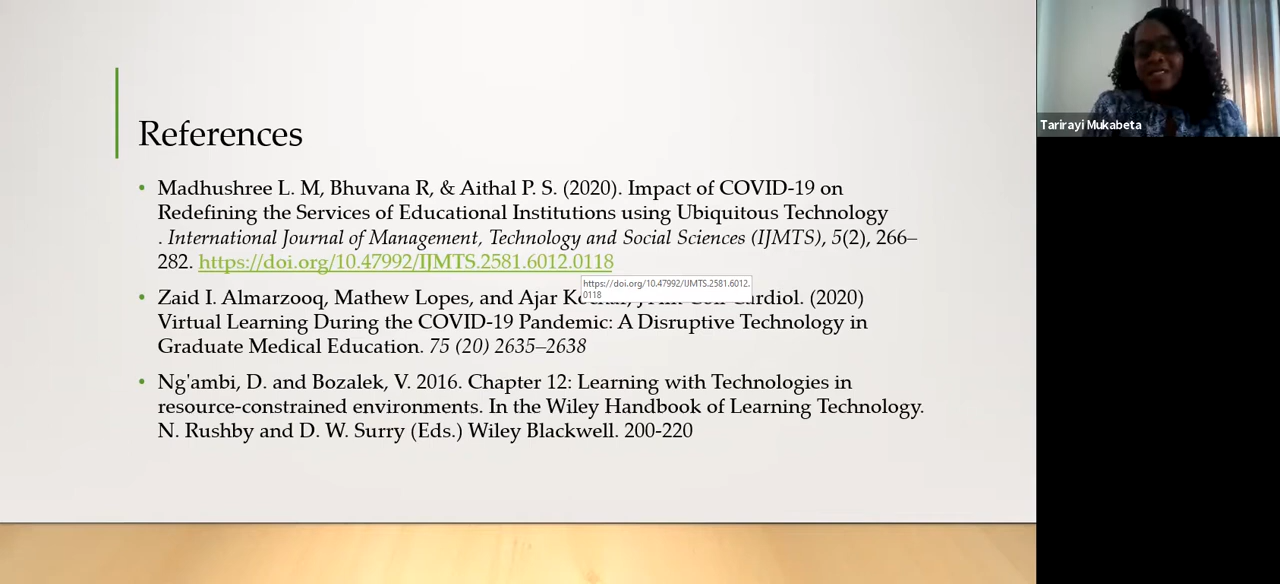 References
• Madhushree L. M, Bhuvana R, & Aithal P. S. (2020). Impact of COVID-19 on
Redefining the Services of Educational Institutions using Ubiquitous Technology
. International Journal of Management, Technology and Social Sciences (IJMTS), 5(2), 266–
282. https://doi.org/10.47992/IJMTS.2581.6012.0118
https://doi.org/10.47992/IJMTS.2581.6012.
0118
• Zaid I. Almarzooq, Mathew Lopes, and Ajar Cardiol. (2020)
Virtual Learning During the COVID-19 Pandemic: A Disruptive Technology in
Graduate Medical Education. 75 (20) 2635–2638
• Ng'ambi, D. and Bozalek, V. 2016. Chapter 12: Learning with Technologies in
resource-constrained environments. In the Wiley Handbook of Learning Technology.
N. Rushby and D. W. Surry (Eds.) Wiley Blackwell. 200-220
Tarirayi Mukabeta